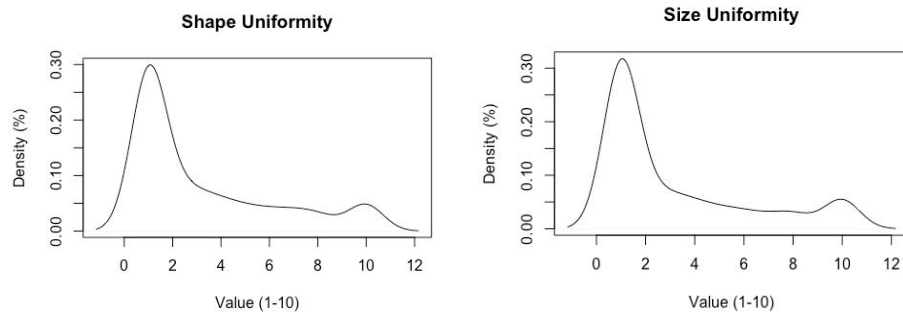 Shape Uniformity
Density (%)
0.30
0.20
0.10
0.00
0 2 4 6 8 10 12
Value (1-10)
Size Uniformity
Density (%)
0.30
0.20
0.10
0.00
0 2 4 6 8 10 12
Value (1-10)